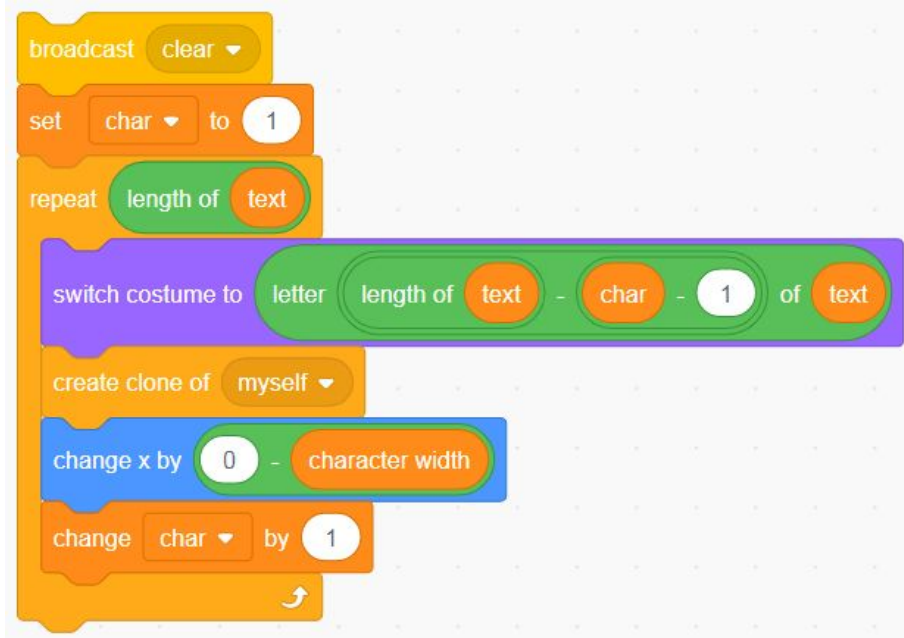 broadcast clear
set char to 1
repeat length of text
switch costume to letter length of text - char - 1 of text
create clone of myself
change x by 0 - character width
change char by 1